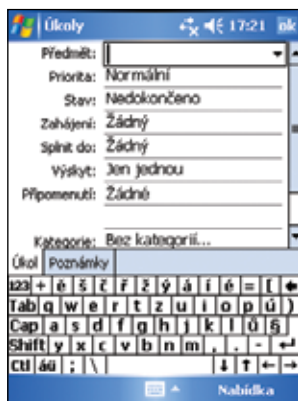 Úkoly 17:21 ok
Předmět:
Priorita: Normální
Stav: Nedokončeno
Zahájení: Žádný
Splnit do: Žádný
Výskyt: Jen jednou
Připomenutí: Žádné
Kategorie: Bez kategorií...
Úkol Poznámky
123 + ě š č ř ž ý á í é = [
Tab q w e r t z u i o p ú )
Cap a s d f g h j k l ů §
Shift y x c v b n m , . -
Ctl áü ; \
Nabídka